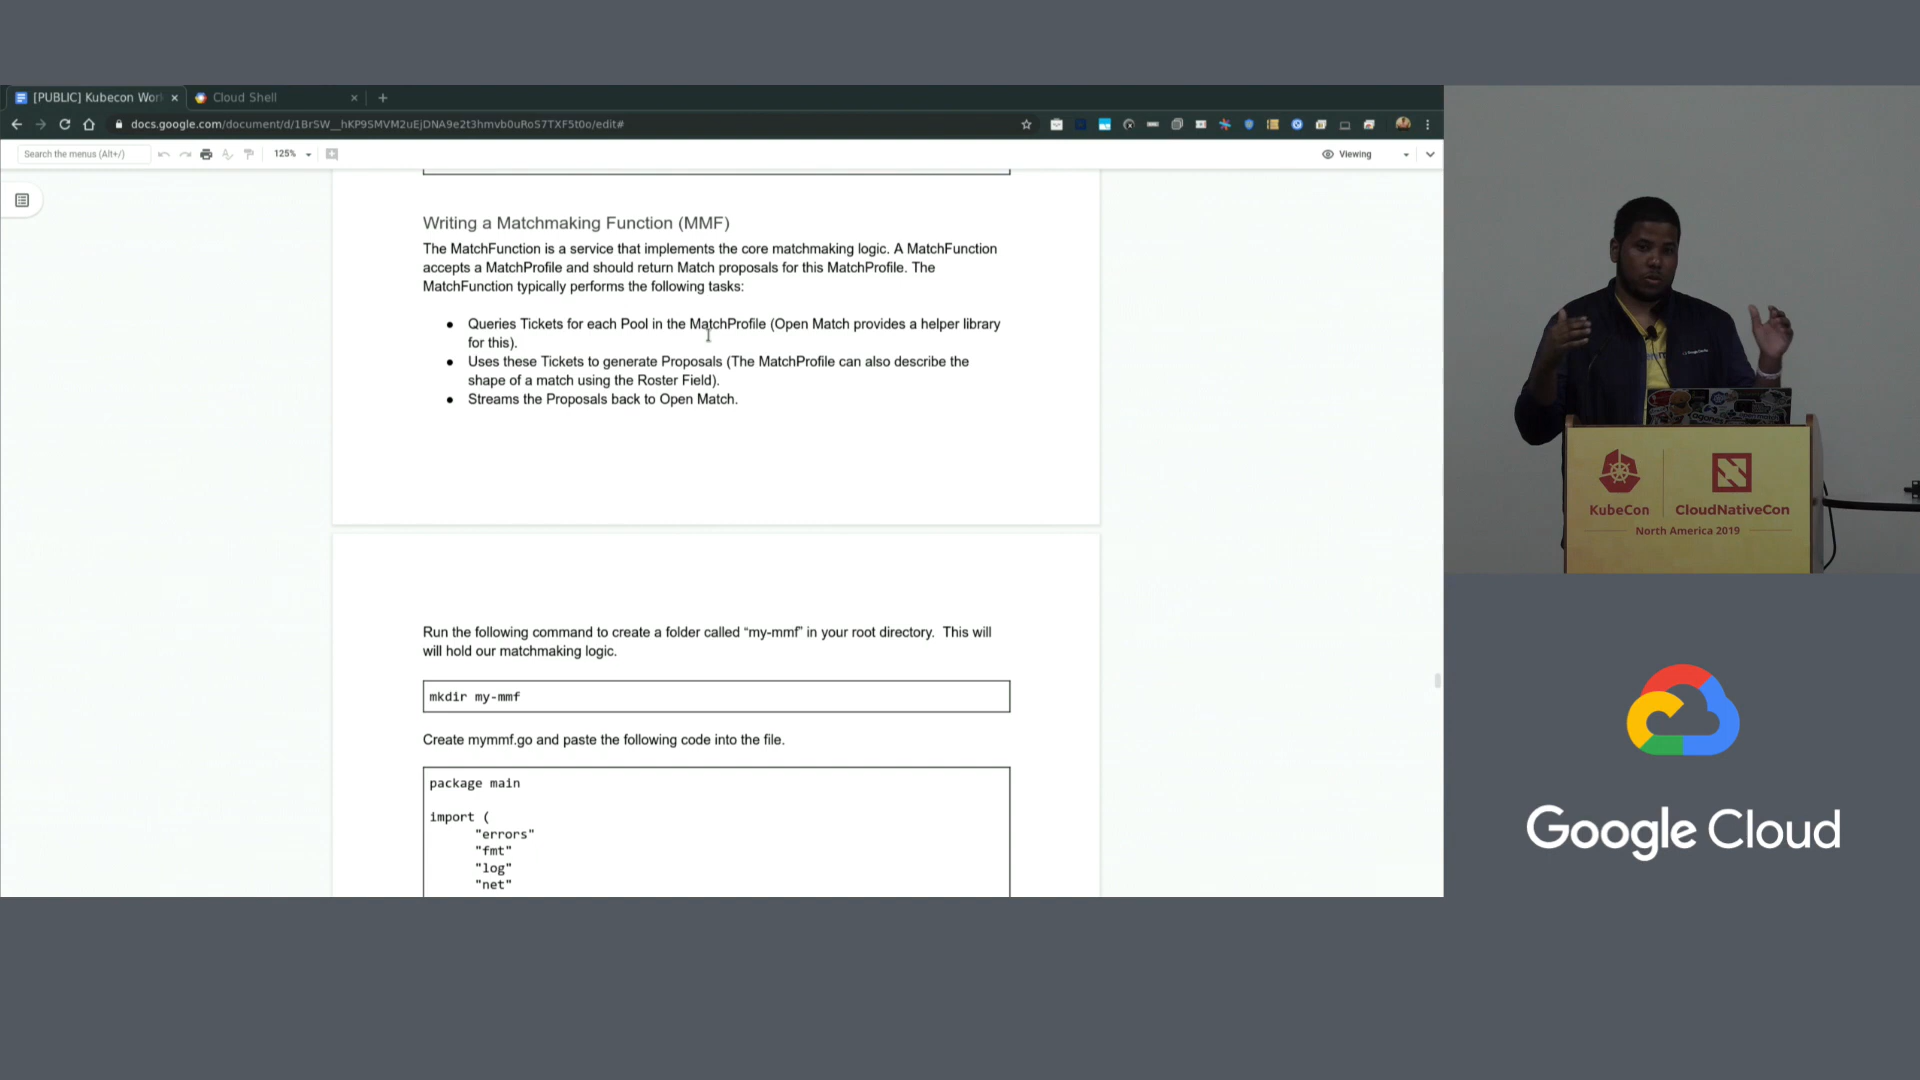 [PUBLIC] Kubecon Wor
Cloud Shell
docs.google.com/document/d/1BrSW__hKP9SMVM2uEjDNA9e2t3hmvb0uRoS7TXF5t0o/edit#
Search the menus (Alt+/)
125%
Viewing
Writing a Matchmaking Function (MMF)
The MatchFunction is a service that implements the core matchmaking logic. A MatchFunction
accepts a MatchProfile and should return Match proposals for this MatchProfile. The
MatchFunction typically performs the following tasks:
● Queries Tickets for each Pool in the MatchProfile (Open Match provides a helper library
for this).
● Uses these Tickets to generate Proposals (The MatchProfile can also describe the
shape of a match using the Roster Field).
● Streams the Proposals back to Open Match.
Run the following command to create a folder called “my-mmf” in your root directory. This will
will hold our matchmaking logic.
mkdir my-mmf
Create mymmf.go and paste the following code into the file.
package main
import (
"errors"
"fmt"
"log"
"net"
KubeCon
CloudNativeCon
North America 2019
Google Cloud